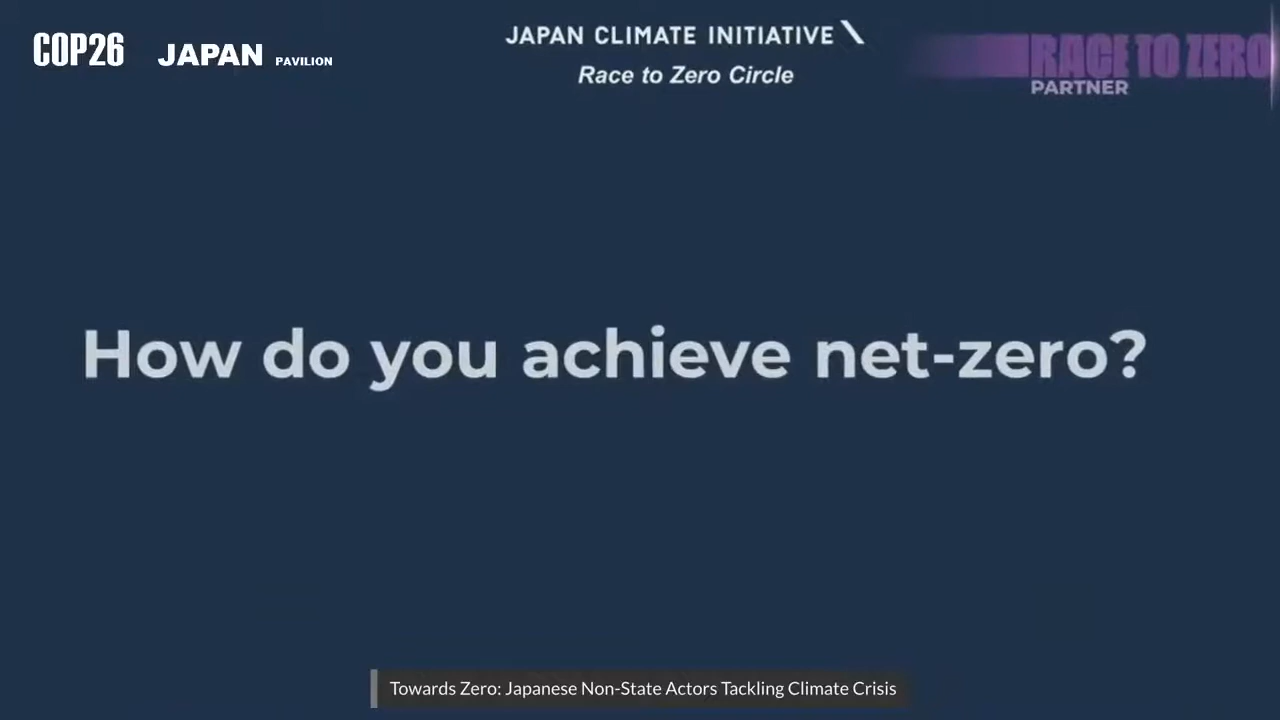 COP26 JAPAN PAVILION
JAPAN CLIMATE INITIATIVE
Race to Zero Circle
RACE TO ZERO
PARTNER
How do you achieve net-zero?
Towards Zero: Japanese Non-State Actors Tackling Climate Crisis